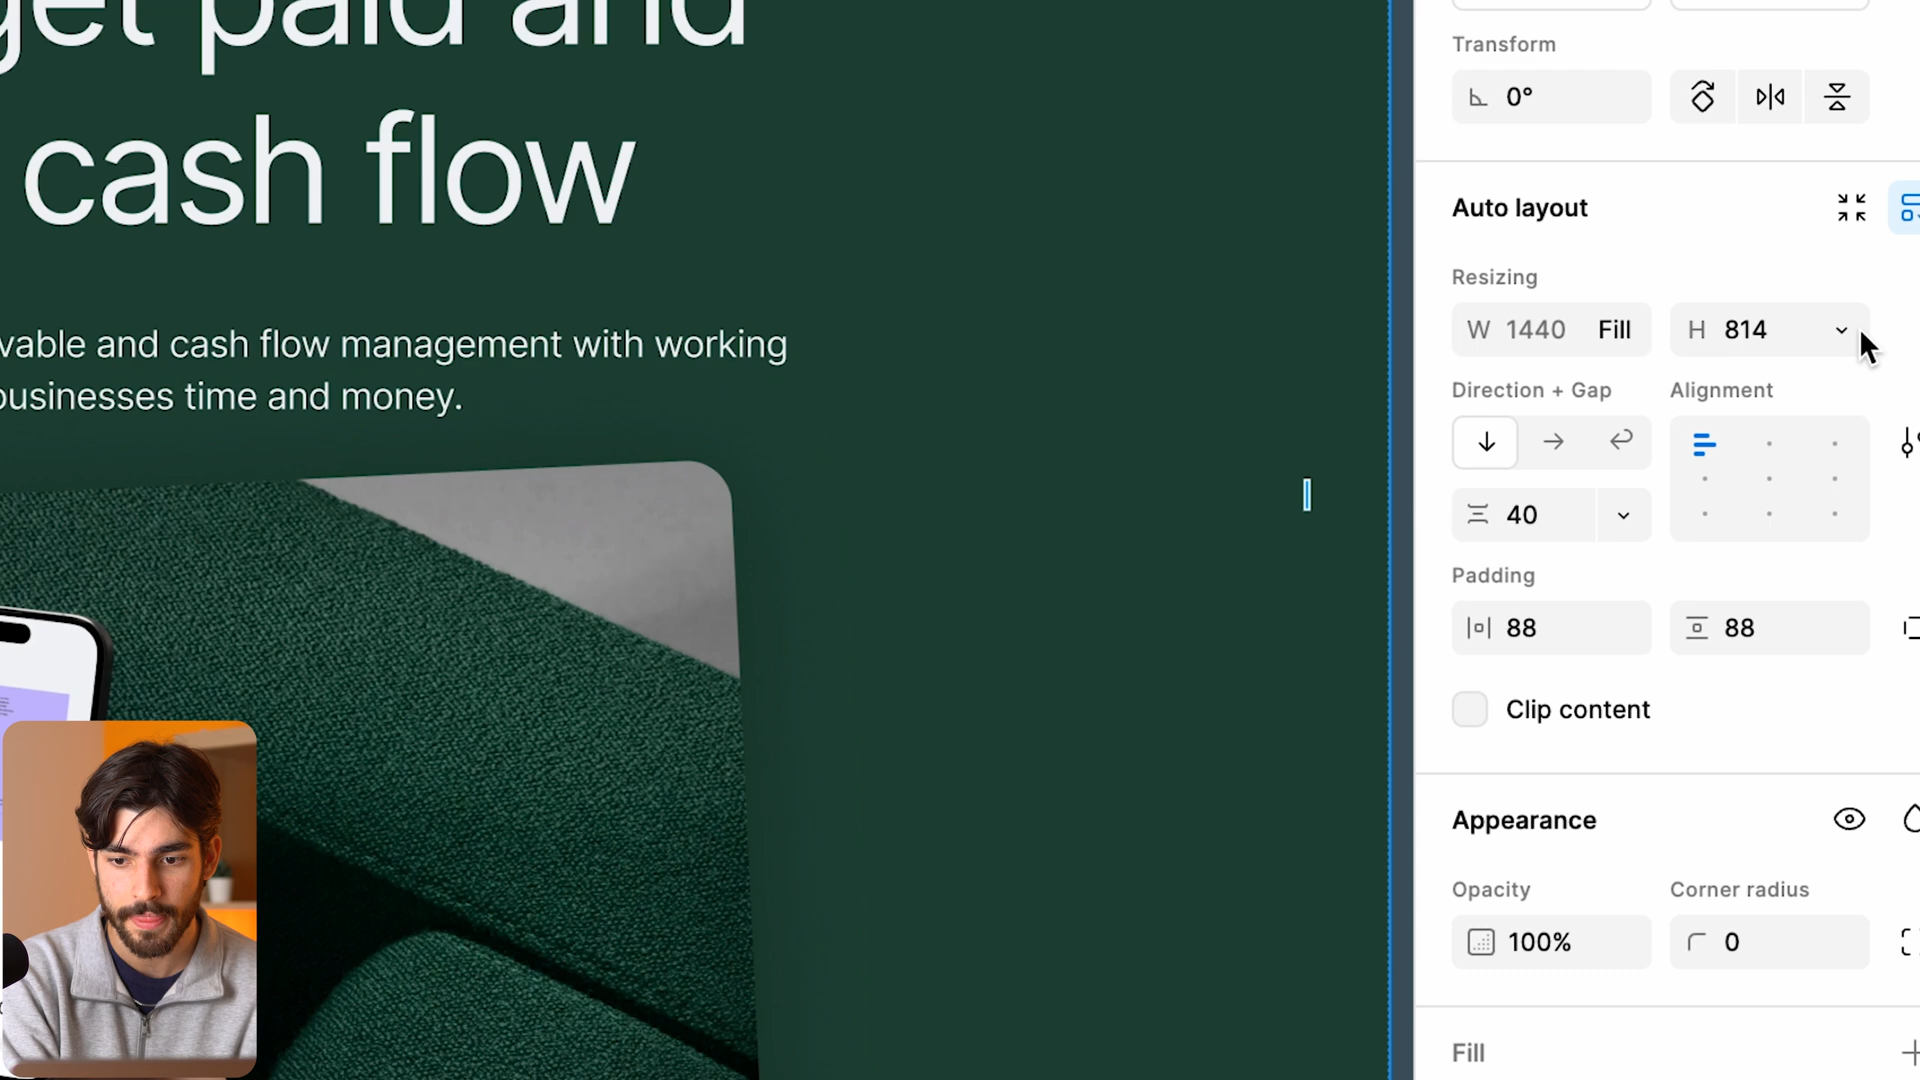 get paid and
cash flow
vable and cash flow management with working
businesses time and money.
Transform
0°
Auto layout
Resizing
W 1440 Fill
H 814
Direction + Gap
Alignment
40
Padding
88
88
Clip content
Appearance
Opacity
Corner radius
100%
0
Fill